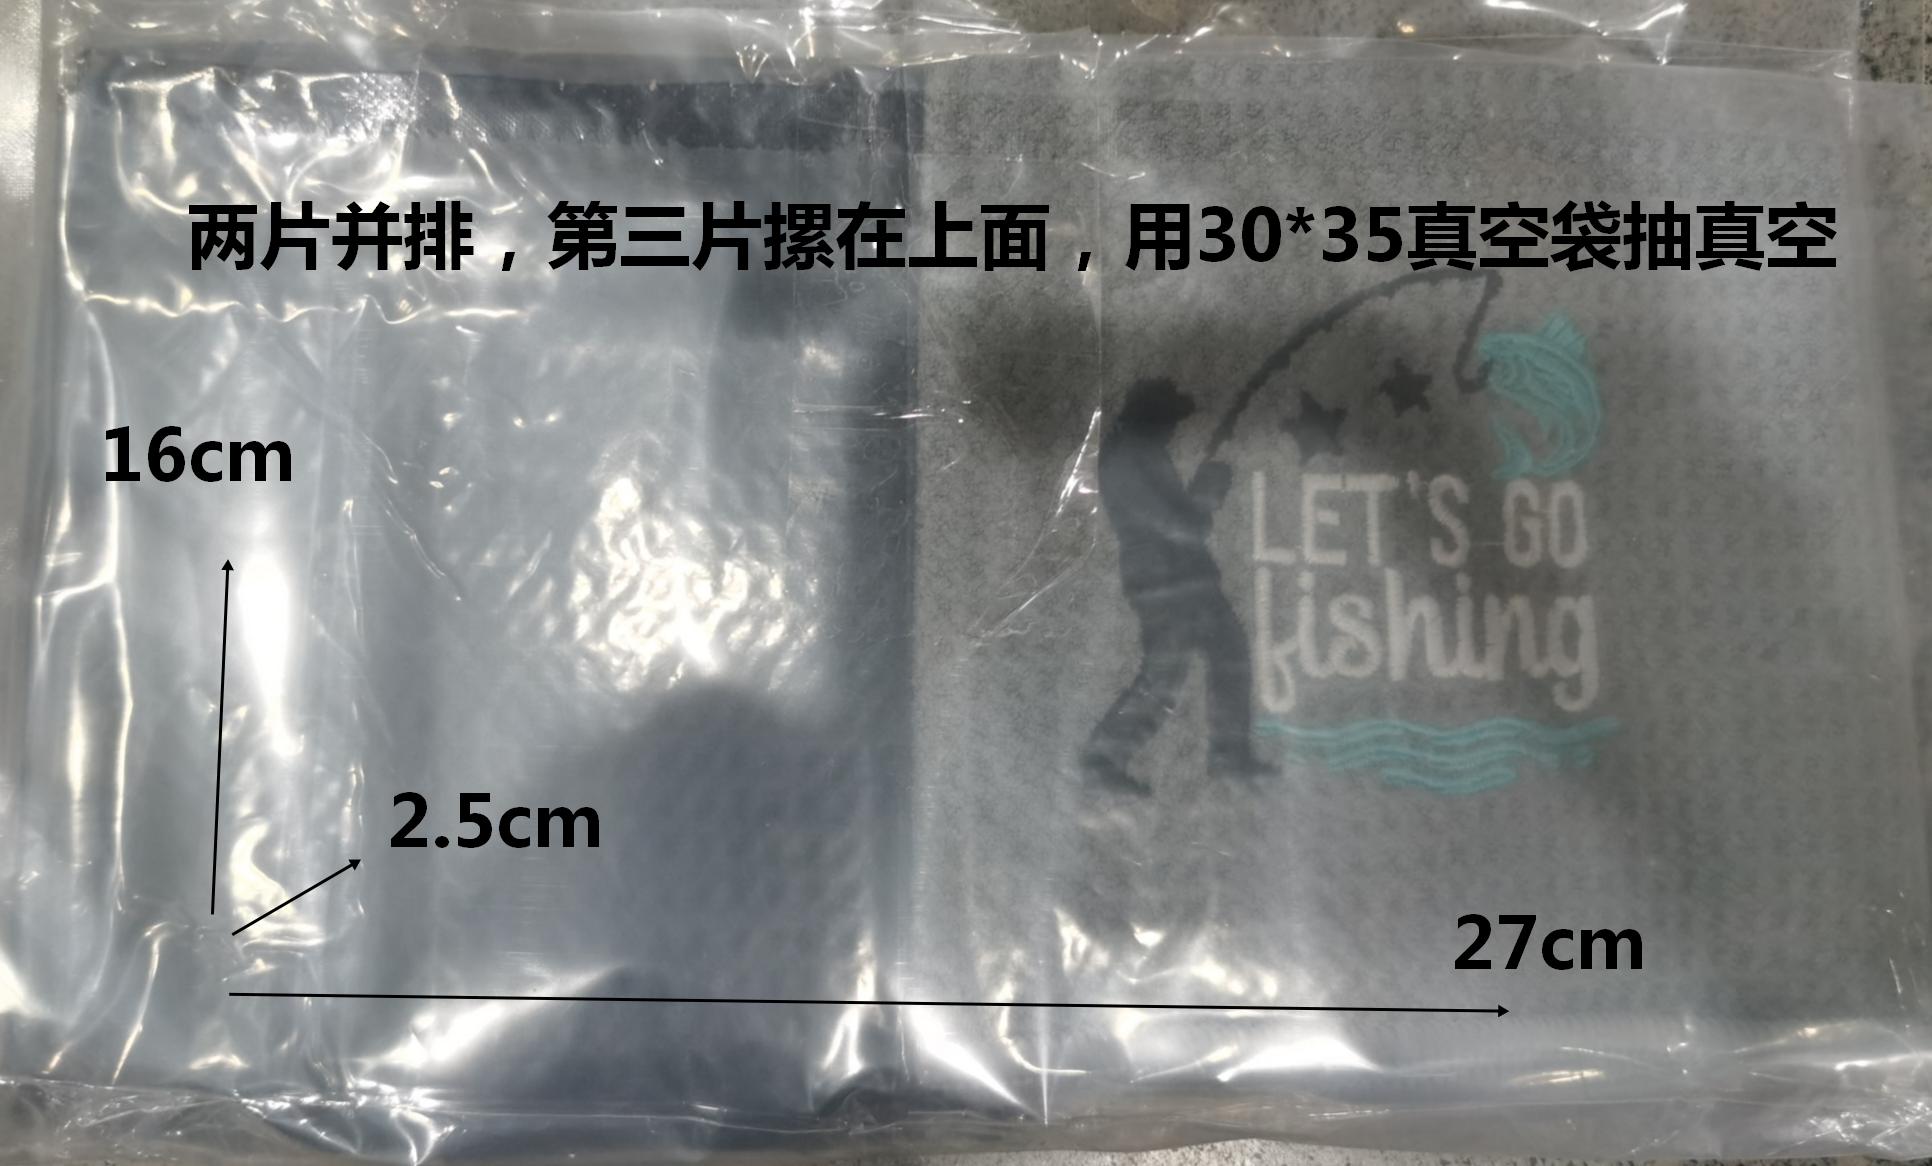 两片并排，第三片摞在上面，用30*35真空袋抽真空
16cm
LET'S GO
fishing
2.5cm
27cm